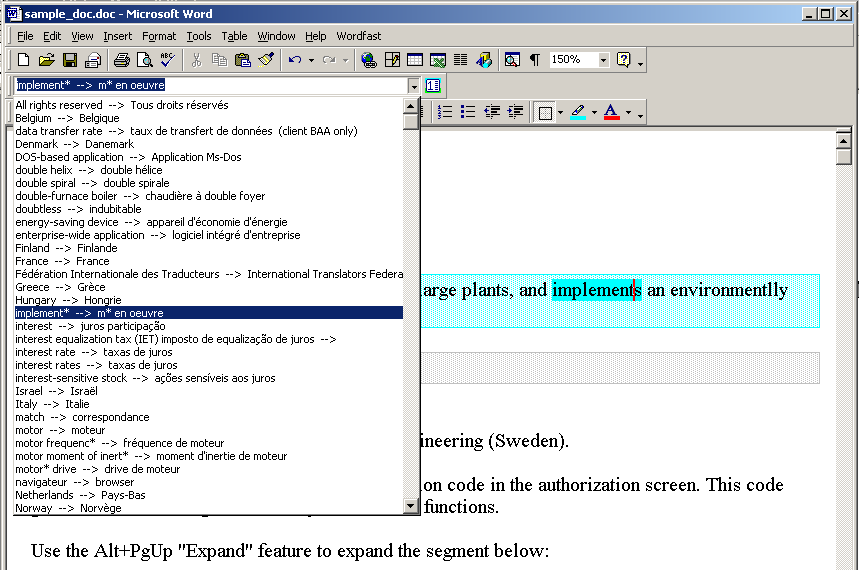 sample_doc.doc - Microsoft Word
File Edit View Insert Format Tools Table Window Help Wordfast
150%
implement* --> m* en oeuvre
All rights reserved --> Tous droits réservés
Belgium --> Belgique
data transfer rate --> taux de transfert de données (client BAA only)
Denmark --> Danemark
DOS-based application --> Application Ms-Dos
double helix --> double hélice
double spiral --> double spirale
double-furnace boiler --> chaudière à double foyer
doubtless --> indubitable
energy-saving device --> appareil d'économie d'énergie
enterprise-wide application --> logiciel intégré d'entreprise
Finland --> Finlande
France --> France
Fédération Internationale des Traducteurs --> International Translators Federa
Greece --> Grèce
Hungary --> Hongrie
implement* --> m* en oeuvre
interest --> juros participação
interest equalization tax (IET) imposto de equalização de juros -->
interest rate --> taxas de juros
interest rates --> taxas de juros
interest-sensitive stock --> ações sensíveis aos juros
Israel --> Israël
Italy --> Italie
match --> correspondance
motor --> moteur
motor frequenc* --> fréquence de moteur
motor moment of inert* --> moment d'inertie de moteur
motor* drive --> drive de moteur
navigateur --> browser
Netherlands --> Pays-Bas
Norway --> Norvège
arge plants, and implements an environmentlly
ineering (Sweden).
on code in the authorization screen. This code
functions.
Use the Alt+PgUp "Expand" feature to expand the segment below: